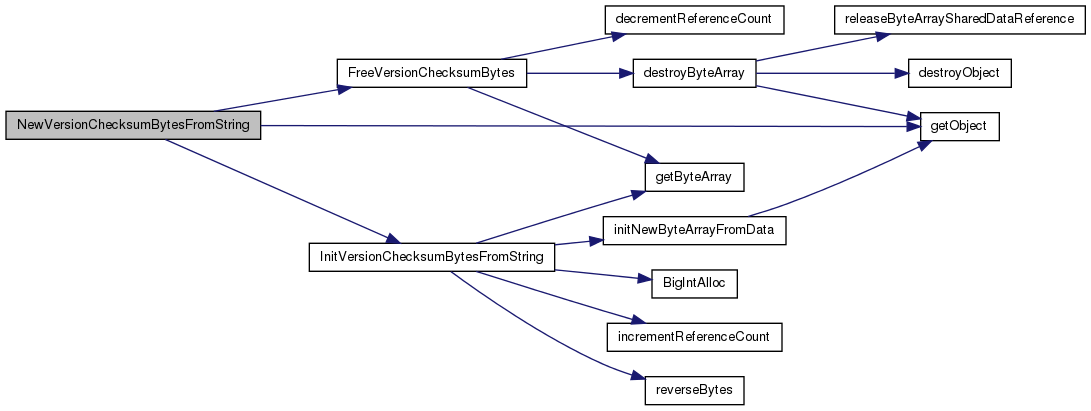 decrementReferenceCount
releaseByteArraySharedDataReference
FreeVersionChecksumBytes
destroyByteArray
destroyObject
NewVersionChecksumBytesFromString
getObject
getByteArray
initNewByteArrayFromData
InitVersionChecksumBytesFromString
BigIntAlloc
incrementReferenceCount
reverseBytes